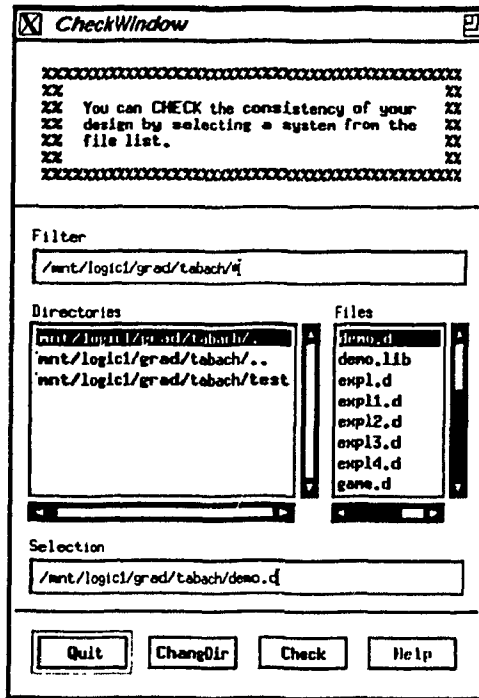 CheckWindow
XXXXXXXXXXXXXXXXXXXXXXXXXXXXXXXXXXXXXXXXXXXXXXXX
XX XX
XX You can CHECK the consistency of your XX
XX design by selecting a system from the XX
XX file list. XX
XX XX
XXXXXXXXXXXXXXXXXXXXXXXXXXXXXXXXXXXXXXXXXXXXXXXX
Filter
/mnt/logic1/grad/tabach/*
Directories
mnt/logic1/grad/tabach/.
mnt/logic1/grad/tabach/..
mnt/logic1/grad/tabach/test
Files
demo.d
demo.lib
expl.d
expl1.d
expl2.d
expl3.d
expl4.d
game.d
Selection
/mnt/logic1/grad/tabach/demo.d
Quit ChangDir Check Help